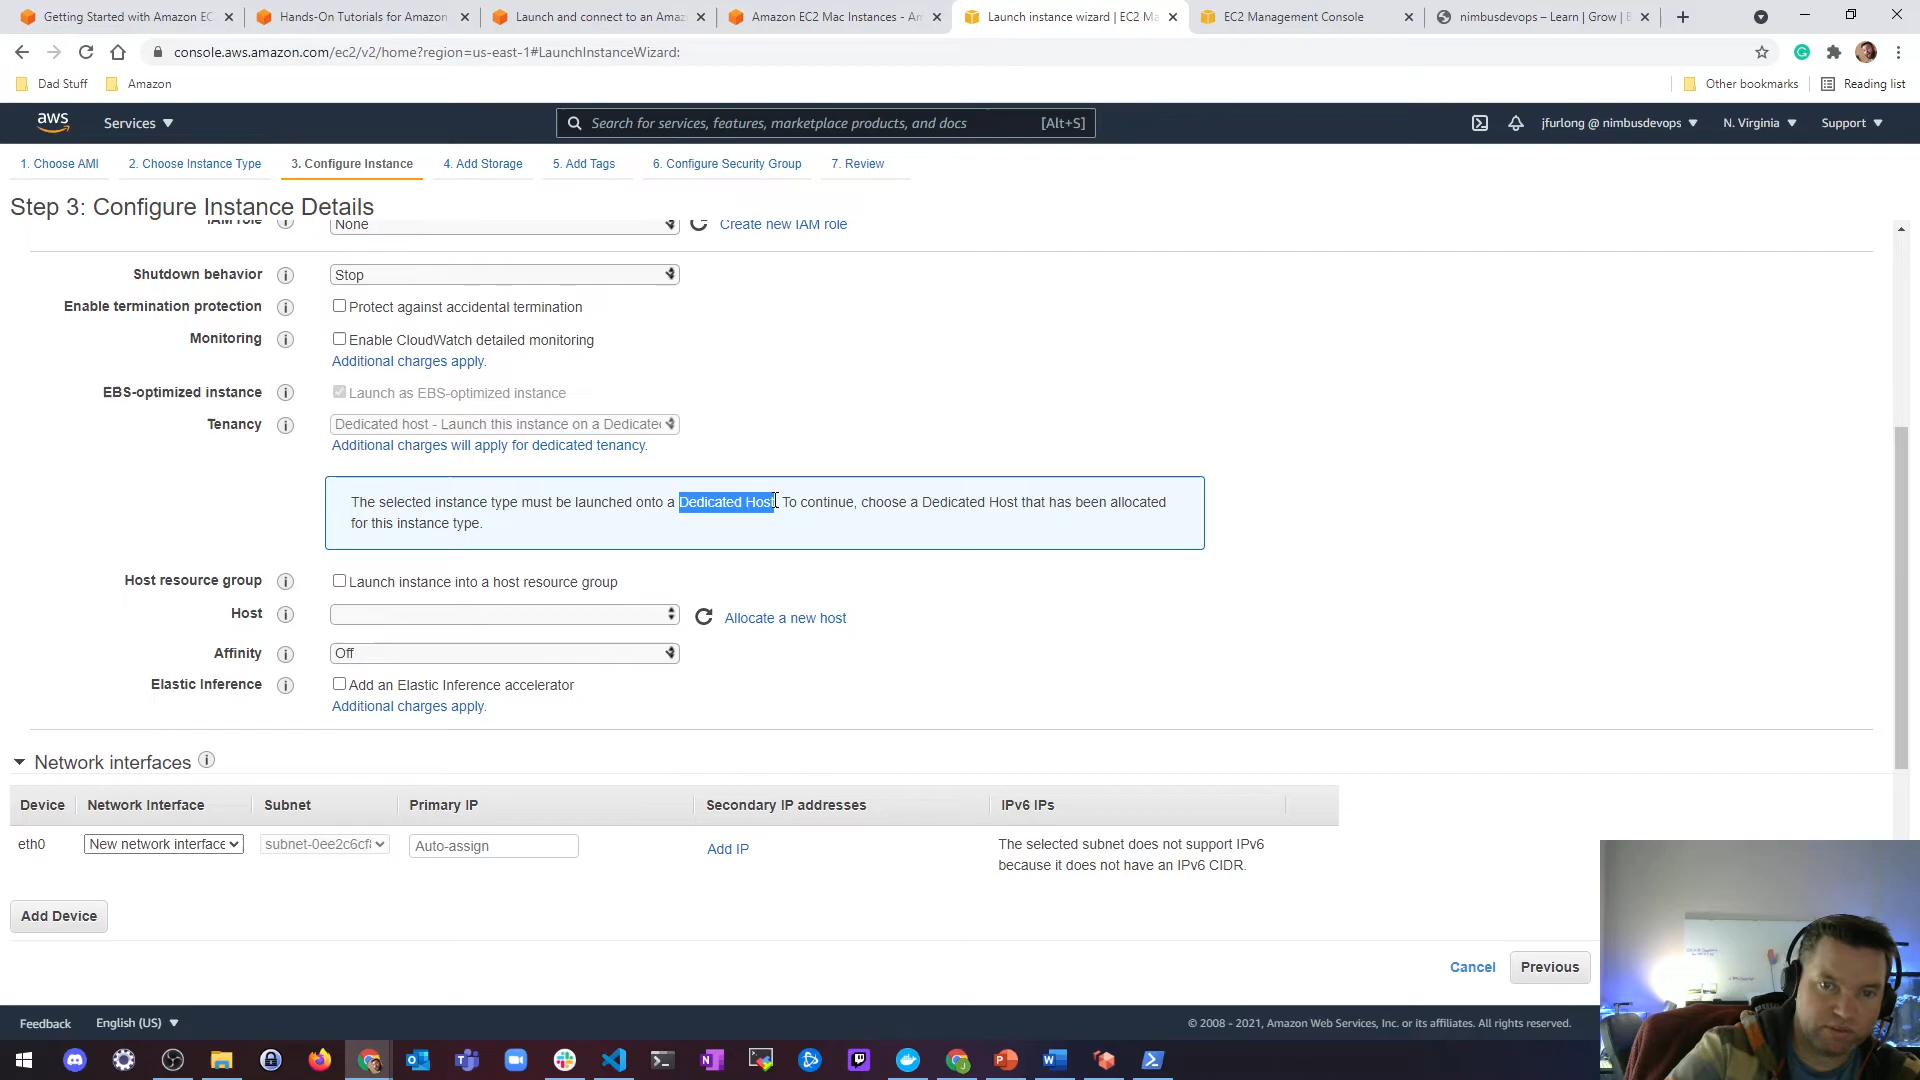 Getting Started with Amazon EC
Hands-On Tutorials for Amazon
Launch and connect to an Amaz
Amazon EC2 Mac Instances - Am
Launch instance wizard | EC2 Ma
EC2 Management Console
nimbusdevops – Learn | Grow | B
console.aws.amazon.com/ec2/v2/home?region=us-east-1#LaunchInstanceWizard:
Dad Stuff
Amazon
Other bookmarks
Reading list
aws
Services
Search for services, features, marketplace products, and docs
[Alt+S]
jfurlong @ nimbusdevops
N. Virginia
Support
1. Choose AMI
2. Choose Instance Type
3. Configure Instance
4. Add Storage
5. Add Tags
6. Configure Security Group
7. Review
Step 3: Configure Instance Details
IAM role
None
Create new IAM role
Shutdown behavior
Stop
Enable termination protection
Protect against accidental termination
Monitoring
Enable CloudWatch detailed monitoring
Additional charges apply.
EBS-optimized instance
Launch as EBS-optimized instance
Tenancy
Dedicated host - Launch this instance on a Dedicated
Additional charges will apply for dedicated tenancy.
The selected instance type must be launched onto a Dedicated Host. To continue, choose a Dedicated Host that has been allocated
for this instance type.
Host resource group
Launch instance into a host resource group
Host
Allocate a new host
Affinity
Off
Elastic Inference
Add an Elastic Inference accelerator
Additional charges apply.
Network interfaces
Device
Network Interface
Subnet
Primary IP
Secondary IP addresses
IPv6 IPs
eth0
New network interface
subnet-0ee2c6cf
Auto-assign
Add IP
The selected subnet does not support IPv6
because it does not have an IPv6 CIDR.
Add Device
Cancel
Previous
Feedback
English (US)
© 2008 - 2021, Amazon Web Services, Inc. or its affiliates. All rights reserved.